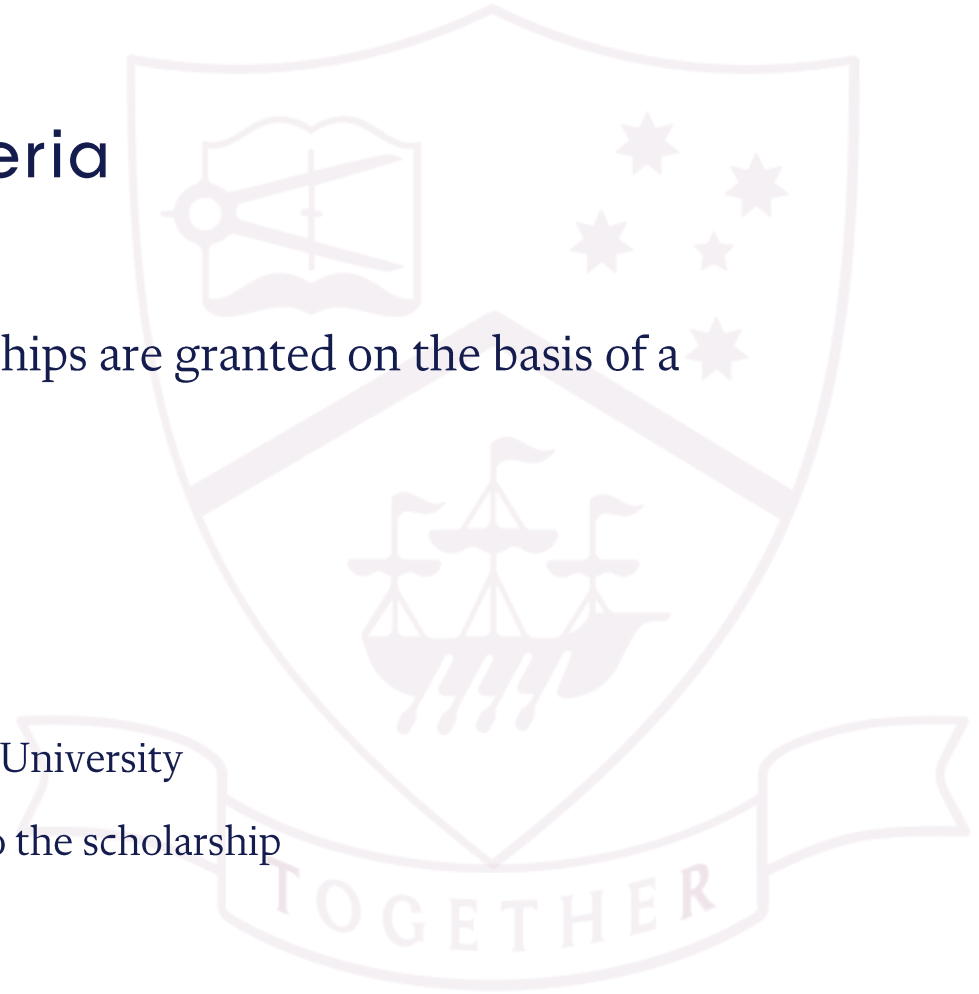 eria
hips are granted on the basis of a
University
o the scholarship
TOGETHER